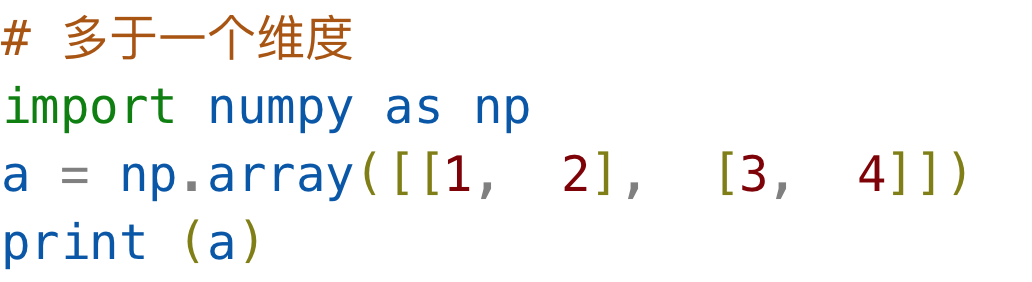 # 多于一个维度
import numpy as np
a = np.array([[1,  2],  [3,  4]])
print (a)